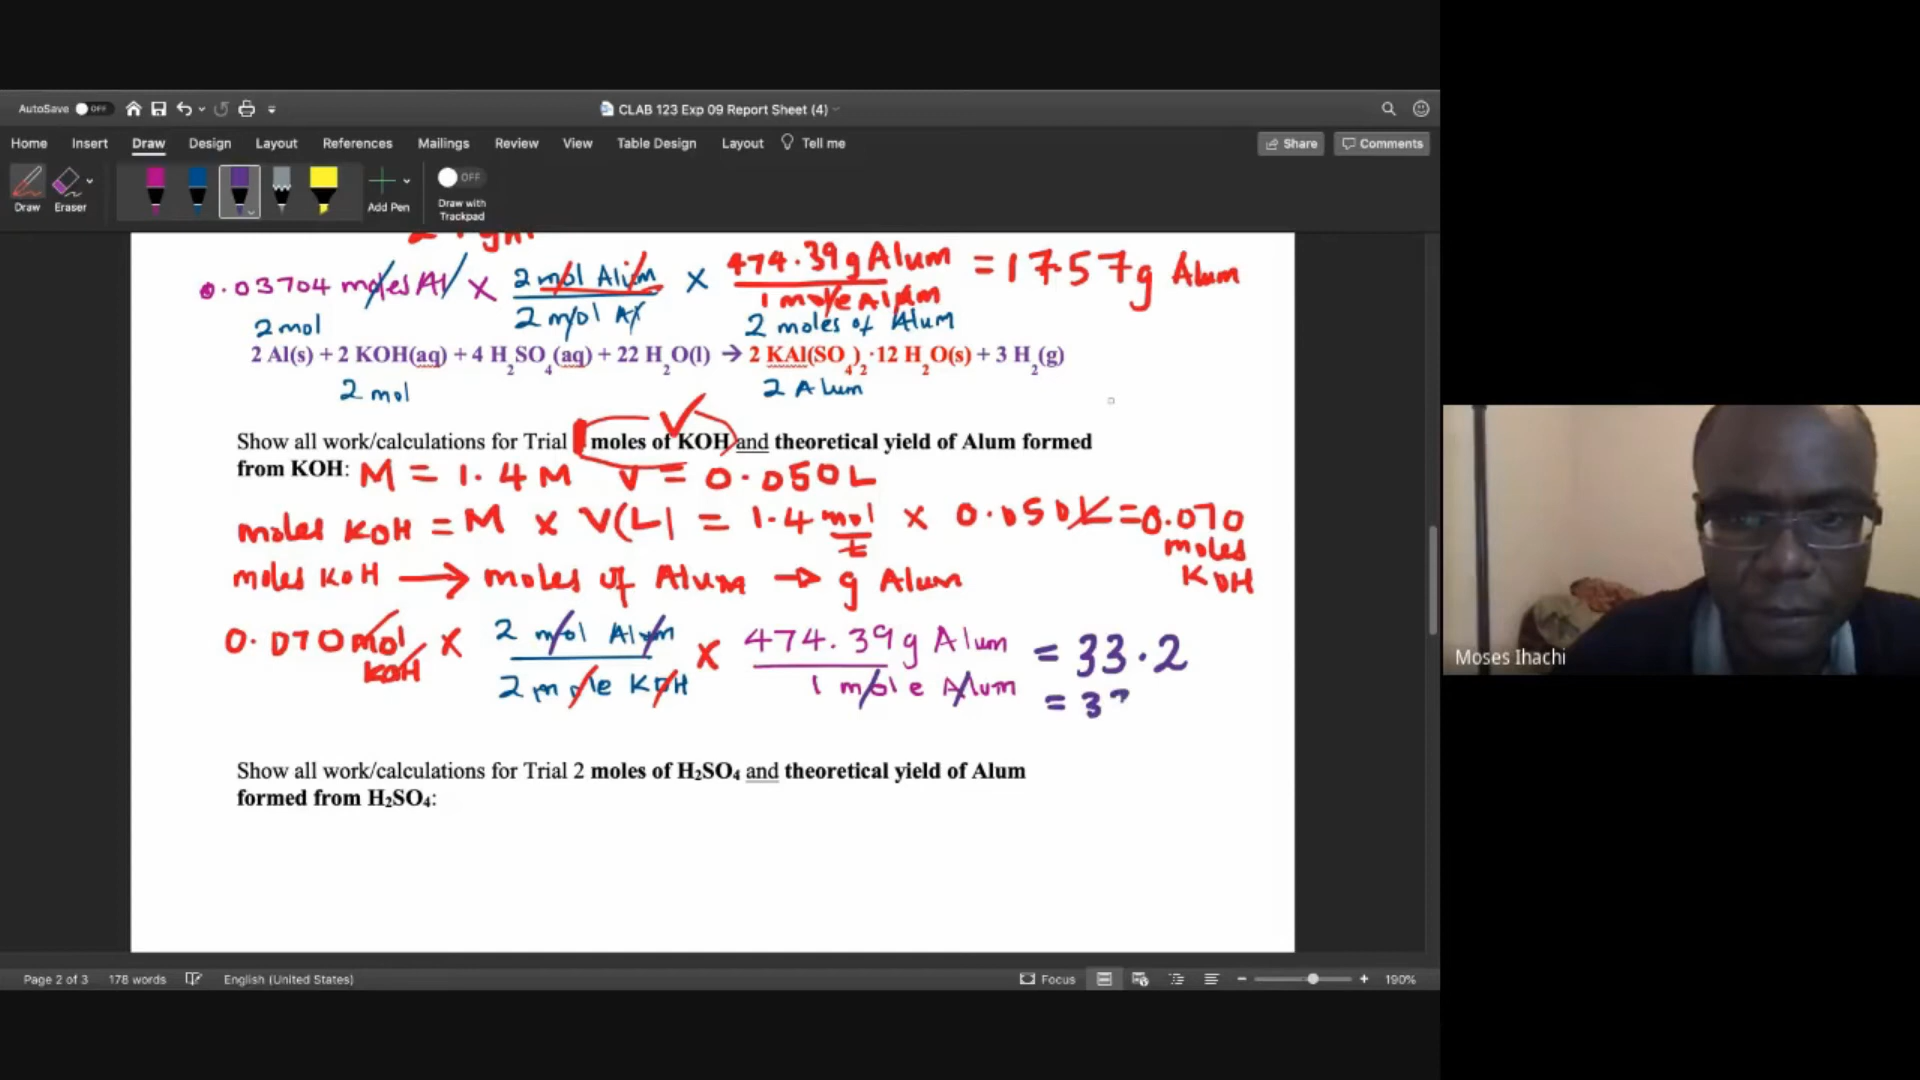 AutoSave OFF CLAB 123 Exp 09 Report Sheet (4)
Home Insert Draw Design Layout References Mailings Review View Table Design Layout Tell me Share Comments
OFF
Draw Eraser Add Pen Draw with Trackpad
0.03704 moles Al × 2 mol Alum / 2 mol Al × 474.39 g Alum / 1 mole Alum = 17.57 g Alum
2 mol 2 moles of Alum
2 Al(s) + 2 KOH(aq) + 4 H₂SO₄(aq) + 22 H₂O(l) → 2 KAl(SO₄)₂·12 H₂O(s) + 3 H₂(g)
2 mol 2 Alum
Show all work/calculations for Trial moles of KOH and theoretical yield of Alum formed
from KOH: M = 1.4 M V = 0.050 L
moles KOH = M × V(L) = 1.4 mol/L × 0.050 L = 0.070 moles KOH
moles KOH → moles of Alum → g Alum
0.070 mol KOH × 2 mol Alum / 2 mole KOH × 474.39 g Alum / 1 mole Alum = 33.2
= 3
Show all work/calculations for Trial 2 moles of H₂SO₄ and theoretical yield of Alum
formed from H₂SO₄:
Moses Ihachi
Page 2 of 3 178 words English (United States) Focus 190%